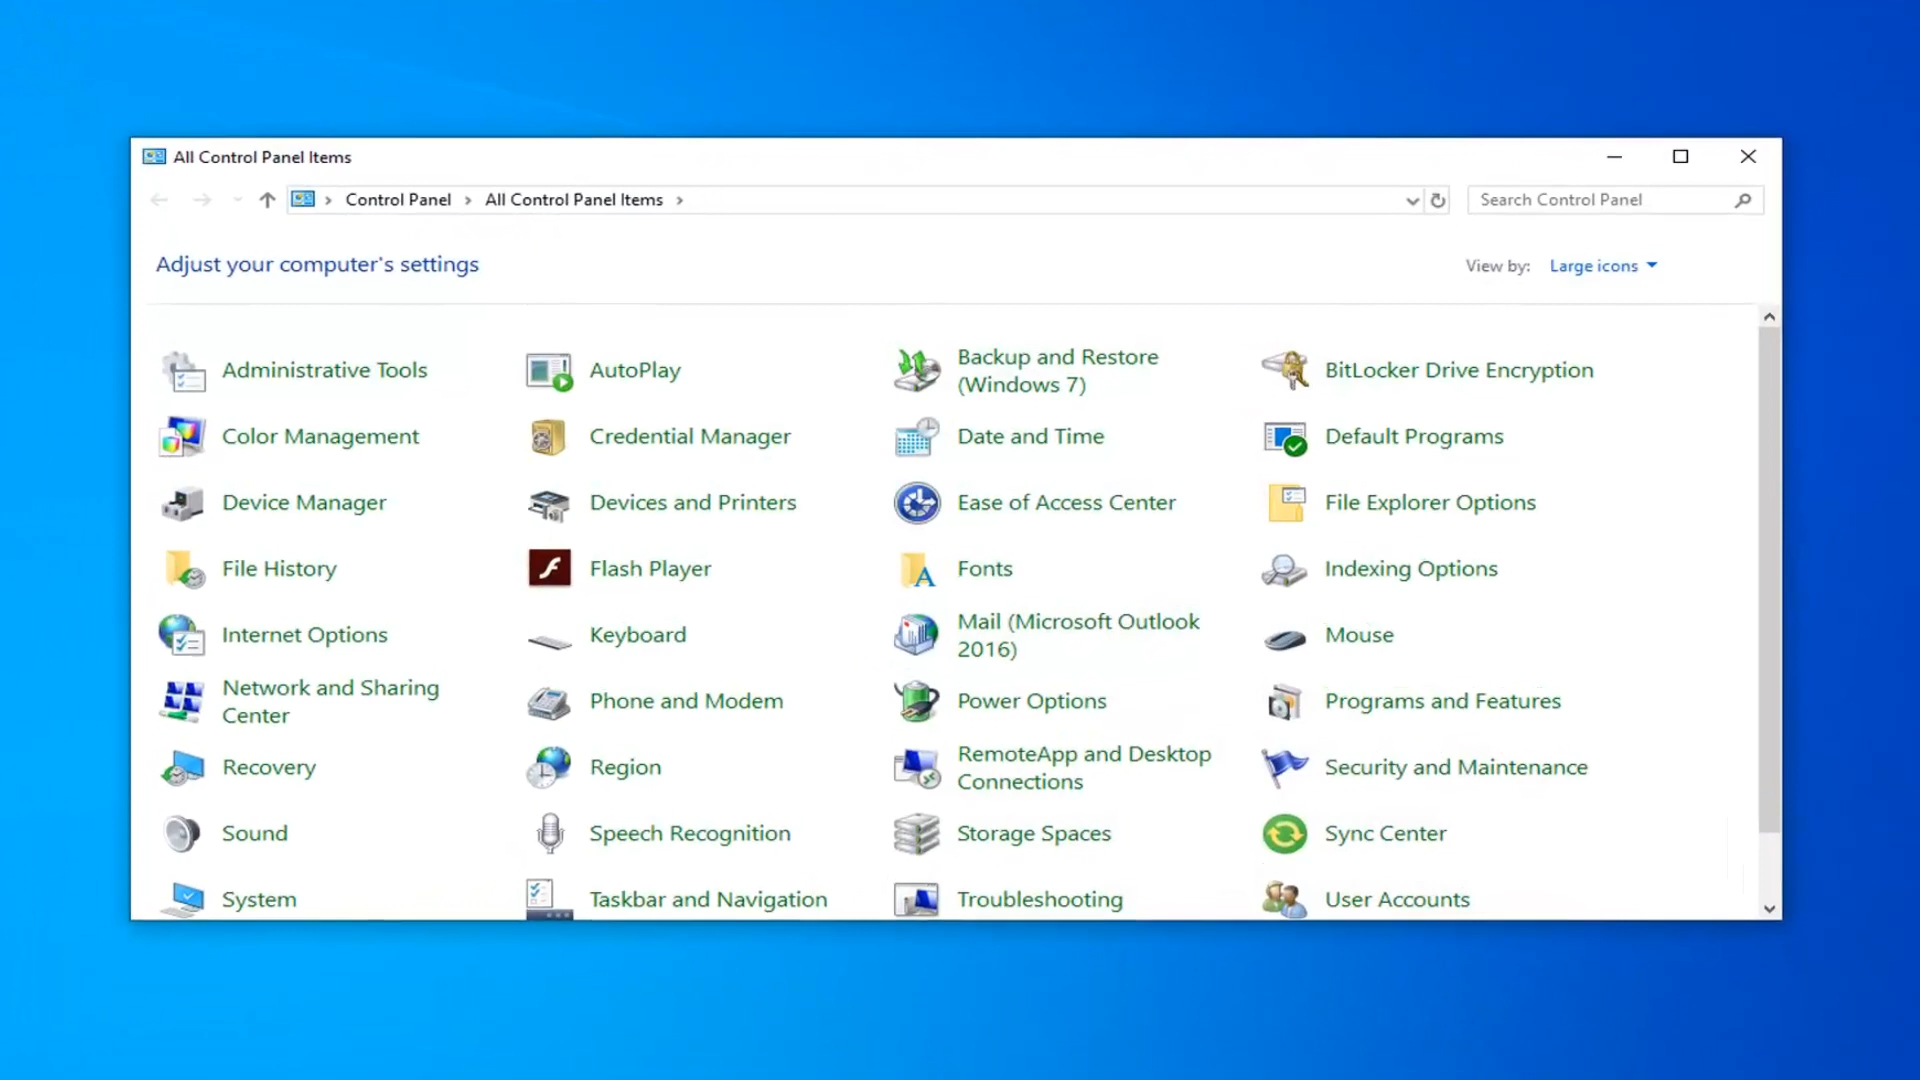 All Control Panel Items
Control Panel All Control Panel Items
Search Control Panel
Adjust your computer's settings
View by: Large icons
Administrative Tools
AutoPlay
Backup and Restore
(Windows 7)
BitLocker Drive Encryption
Color Management
Credential Manager
Date and Time
Default Programs
Device Manager
Devices and Printers
Ease of Access Center
File Explorer Options
File History
Flash Player
Fonts
Indexing Options
Internet Options
Keyboard
Mail (Microsoft Outlook
2016)
Mouse
Network and Sharing
Center
Phone and Modem
Power Options
Programs and Features
Recovery
Region
RemoteApp and Desktop
Connections
Security and Maintenance
Sound
Speech Recognition
Storage Spaces
Sync Center
System
Taskbar and Navigation
Troubleshooting
User Accounts